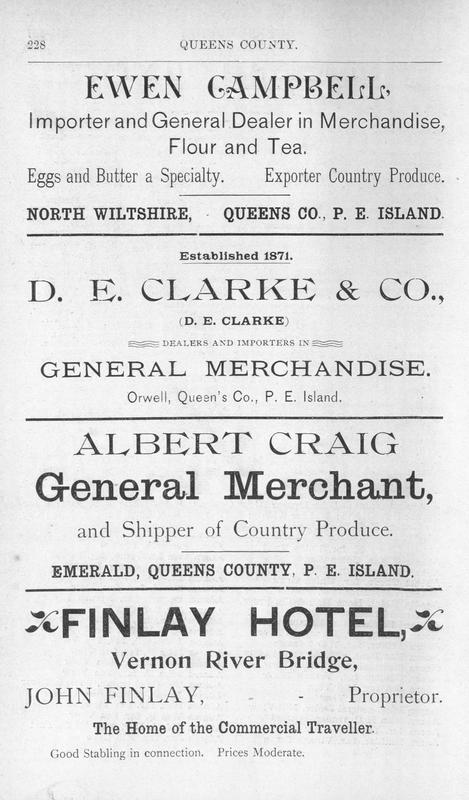 228 QUEENS COUNTY.
EWEN CAMPBELL,
Importer and General Dealer in Merchandise,
Flour and Tea.
Eggs and Butter a Specialty. Exporter Country Produce.
NORTH WILTSHIRE, - QUEENS CO., P. E. ISLAND.
Established 1871.
D. E. CLARKE & CO.,
(D. E. CLARKE)
DEALERS AND IMPORTERS IN
GENERAL MERCHANDISE.
Orwell, Queen's Co., P. E. Island.
ALBERT CRAIG
General Merchant,
and Shipper of Country Produce.
EMERALD, QUEENS COUNTY, P. E. ISLAND.
FINLAY HOTEL,
Vernon River Bridge,
JOHN FINLAY, - - Proprietor.
The Home of the Commercial Traveller.
Good Stabling in connection. Prices Moderate.